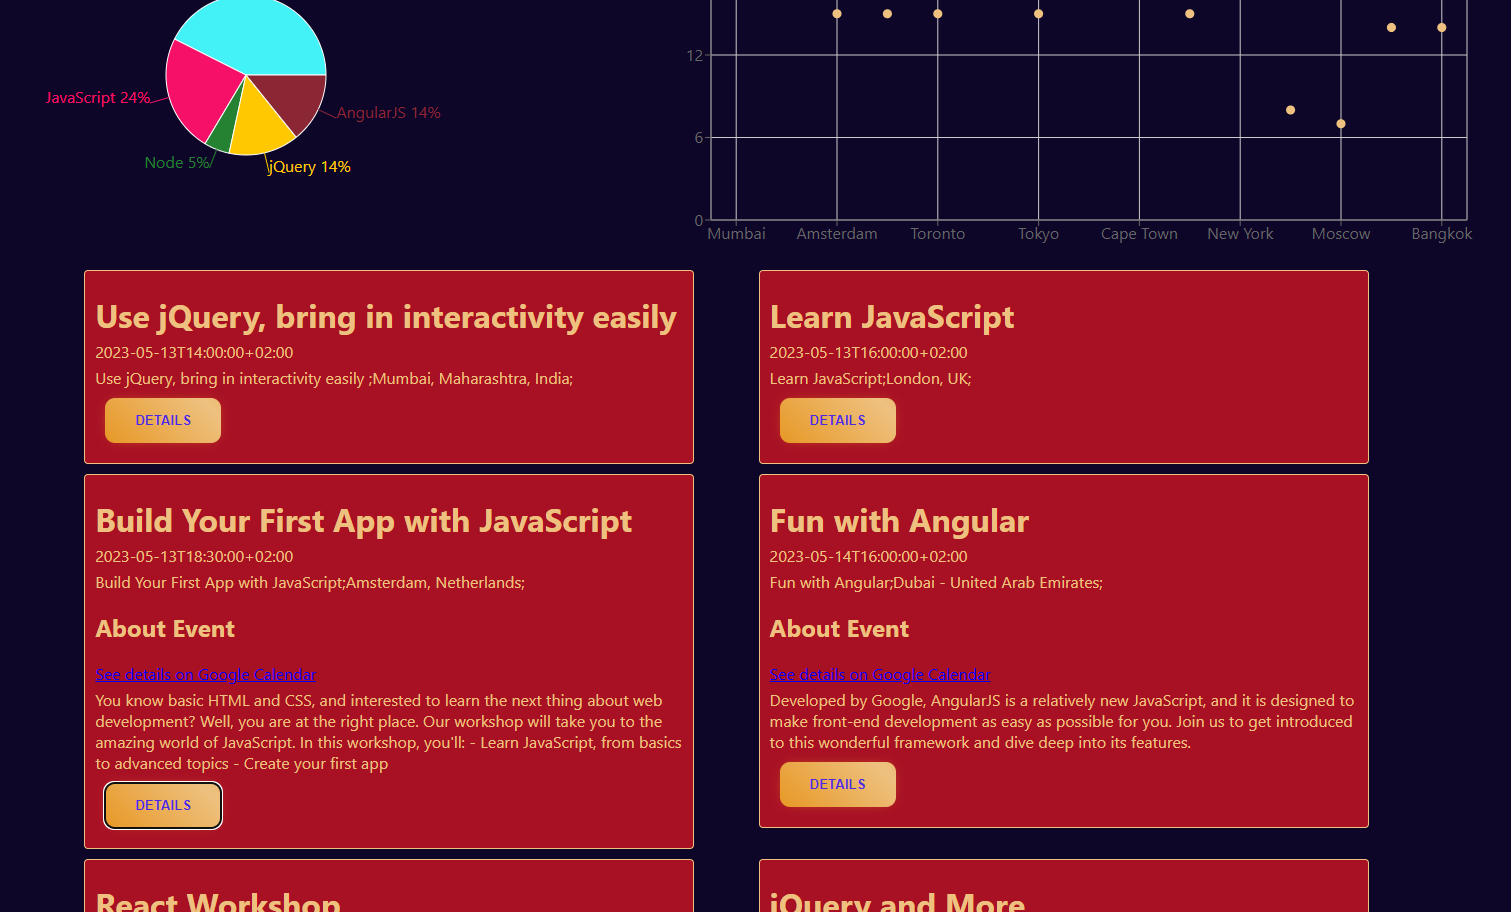 JavaScript 24%
AngularJS 14%
Node 5%
jQuery 14%
12
6
0
Mumbai Amsterdam Toronto Tokyo Cape Town New York Moscow Bangkok
Use jQuery, bring in interactivity easily
2023-05-13T14:00:00+02:00
Use jQuery, bring in interactivity easily ;Mumbai, Maharashtra, India;
DETAILS
Learn JavaScript
2023-05-13T16:00:00+02:00
Learn JavaScript;London, UK;
DETAILS
Build Your First App with JavaScript
2023-05-13T18:30:00+02:00
Build Your First App with JavaScript;Amsterdam, Netherlands;
About Event
See details on Google Calendar
You know basic HTML and CSS, and interested to learn the next thing about web
development? Well, you are at the right place. Our workshop will take you to the
amazing world of JavaScript. In this workshop, you'll: - Learn JavaScript, from basics
to advanced topics - Create your first app
DETAILS
Fun with Angular
2023-05-14T16:00:00+02:00
Fun with Angular;Dubai - United Arab Emirates;
About Event
See details on Google Calendar
Developed by Google, AngularJS is a relatively new JavaScript, and it is designed to
make front-end development as easy as possible for you. Join us to get introduced
to this wonderful framework and dive deep into its features.
DETAILS
React Workshop
jQuery and More